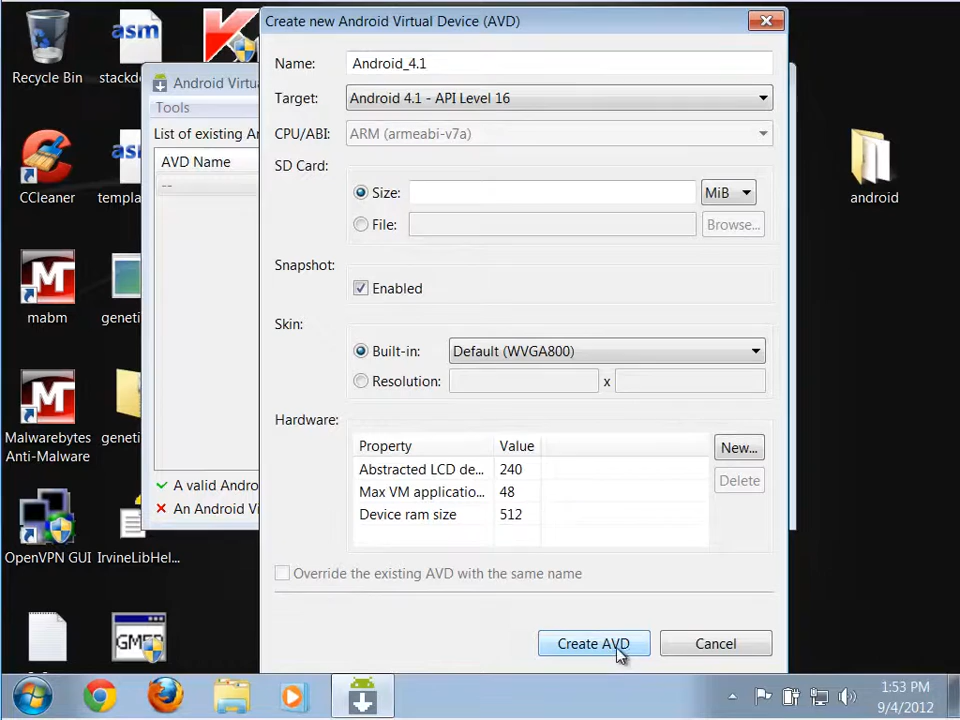 Create new Android Virtual Device (AVD)
Recycle Bin
asm
stackd
Android Virtu
Tools
List of existing An
AVD Name
--
asm
CCleaner
templa
mabm
geneti
Malwarebytes
Anti-Malware
geneti
A valid Andro
An Android Vi
OpenVPN GUI
IrvineLibHel...
GMER
Name:
Android_4.1
Target:
Android 4.1 - API Level 16
CPU/ABI:
ARM (armeabi-v7a)
SD Card:
Size:
MiB
File:
Browse...
Snapshot:
Enabled
Skin:
Built-in:
Default (WVGA800)
Resolution:
x
Hardware:
Property Value
Abstracted LCD de... 240
Max VM applicatio... 48
Device ram size 512
New...
Delete
Override the existing AVD with the same name
Create AVD
Cancel
android
1:53 PM
9/4/2012